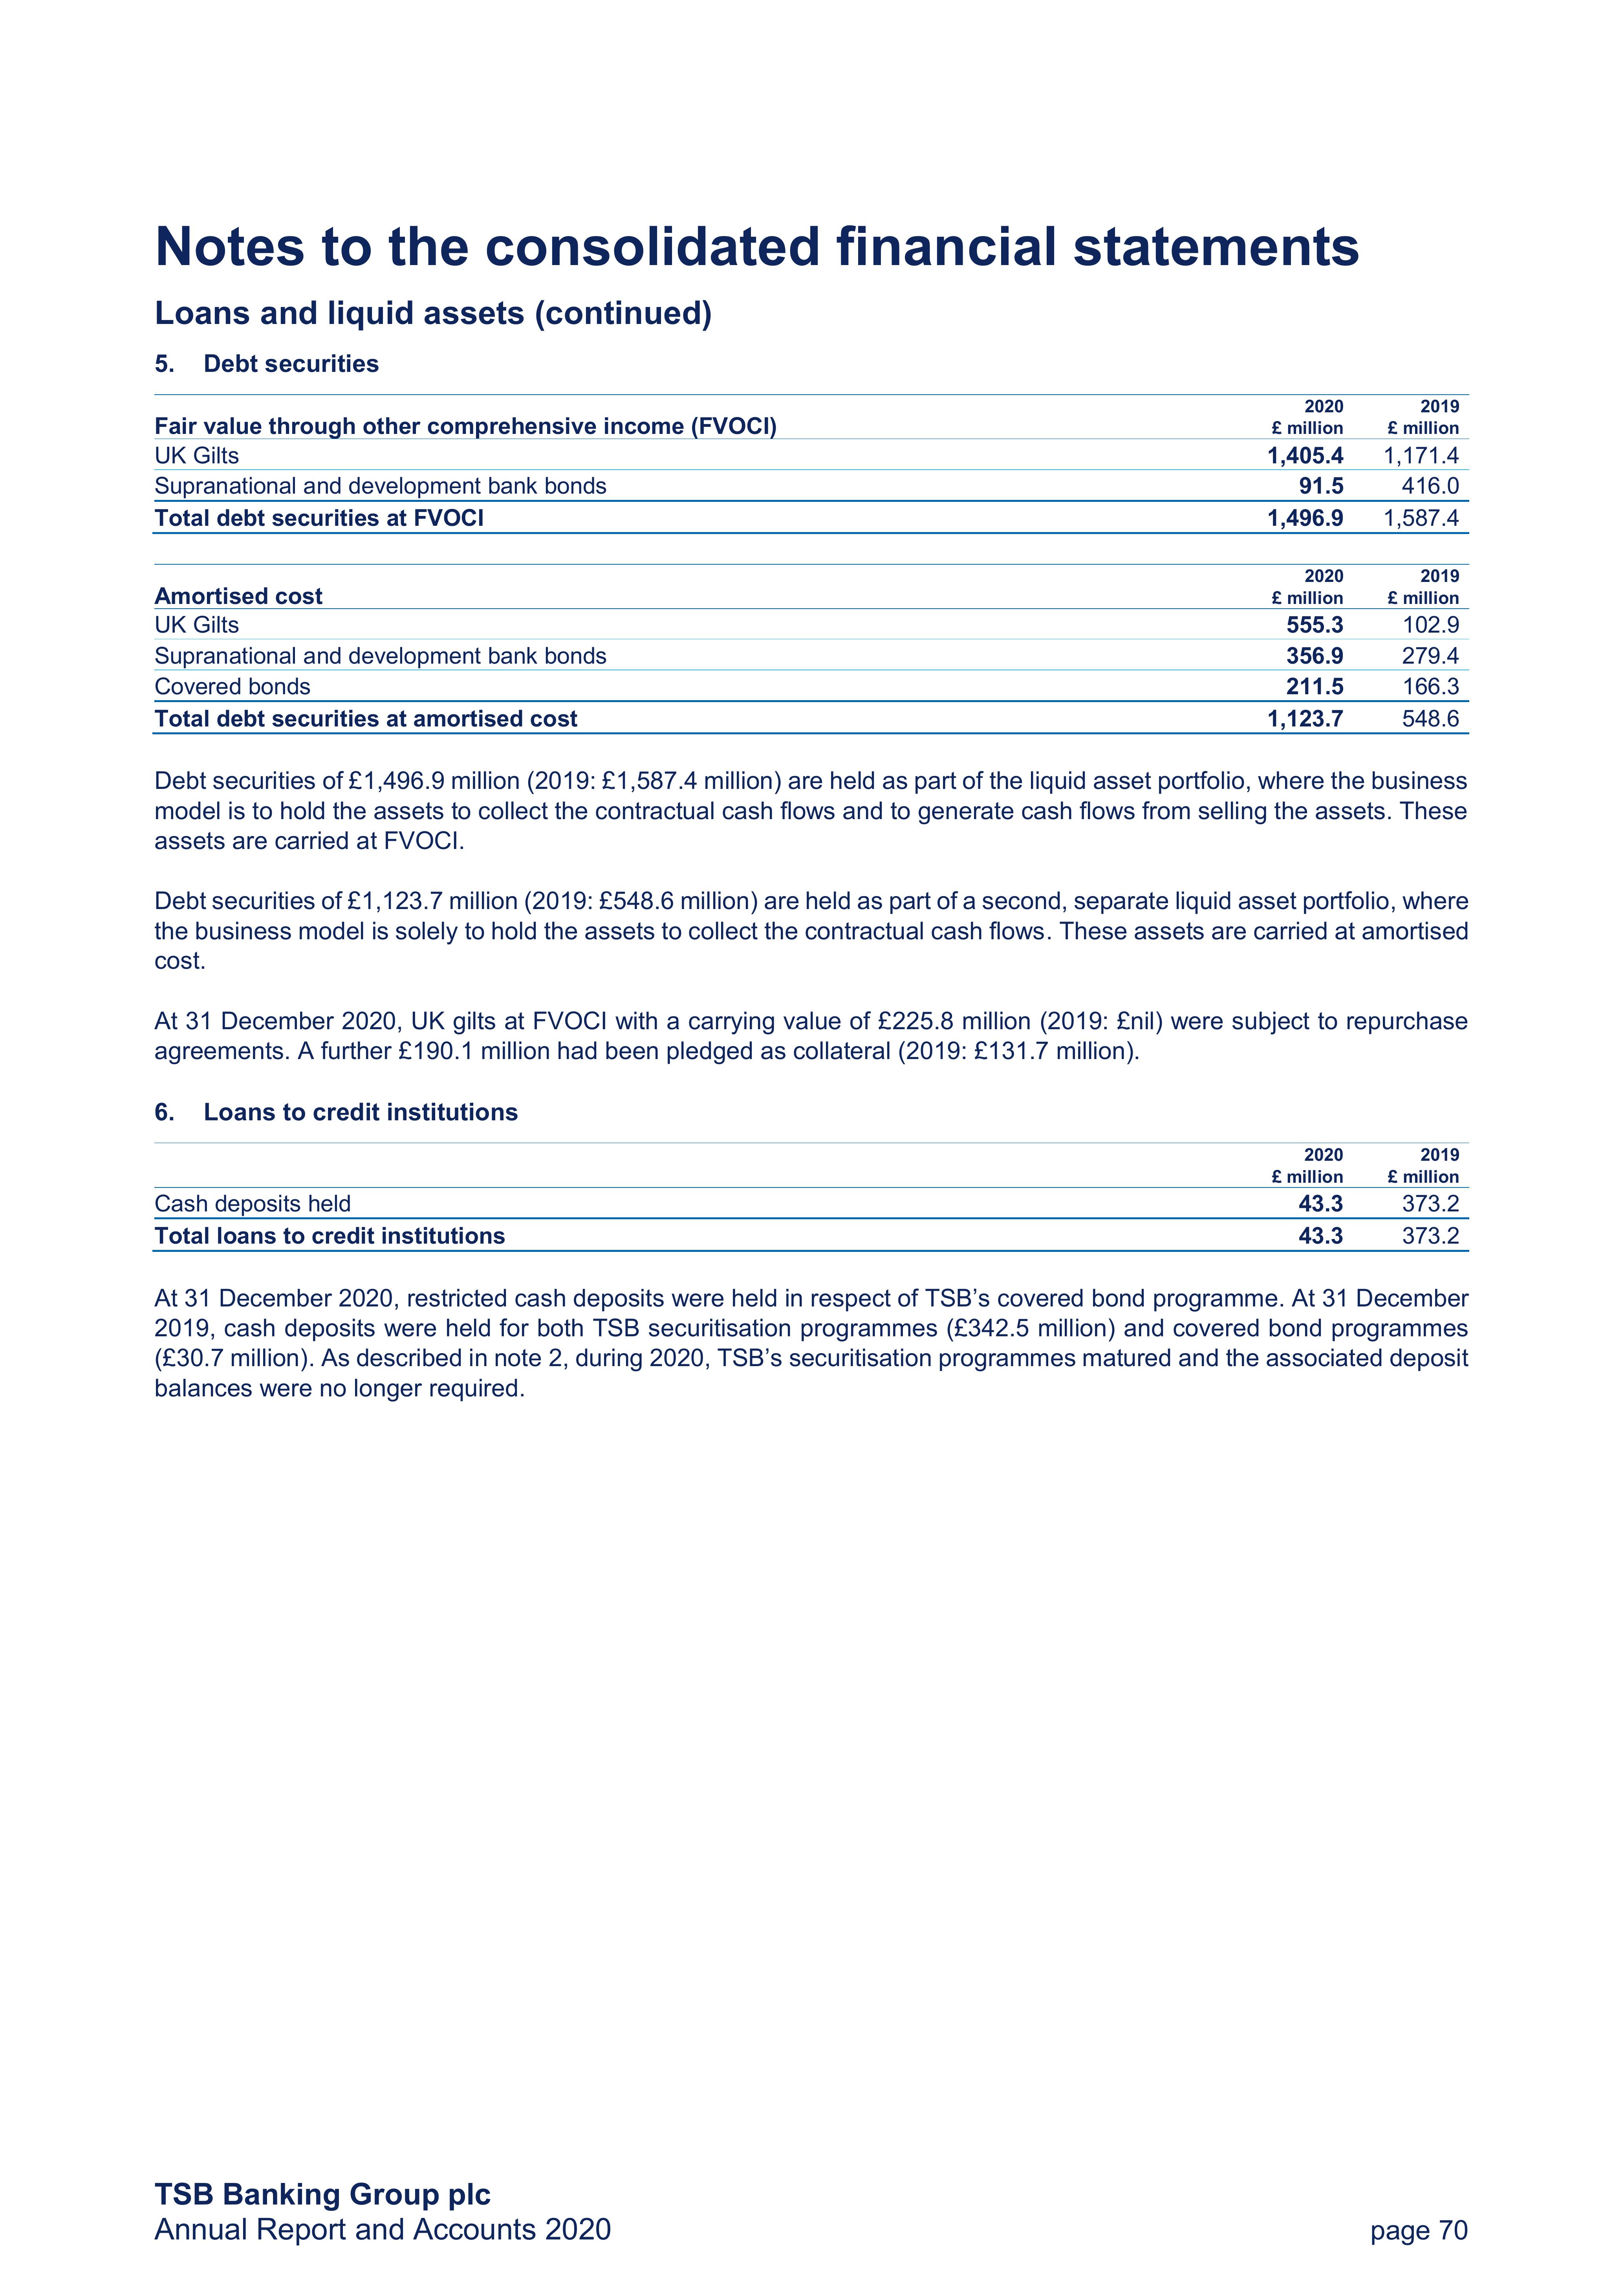 Notes to the consolidated financial statements
Loans and liquid assets (continued)
5. Debt securities
2020 2019
Fair value through other comprehensive income (FVOCI) £ million £ million
UK Gilts 1,405.4 1,171.4
Supranational and development bank bonds 91.5 416.0
Total debt securities at FVOCI 1,496.9 1,587.4
2020 2019
Amortised cost £ million £ million
UK Gilts 555.3 102.9
Supranational and development bank bonds 356.9 279.4
Covered bonds 211.5 166.3
Total debt securities at amortised cost 1,123.7 548.6
Debt securities of £1,496.9 million (2019: £1,587.4 million) are held as part of the liquid asset portfolio, where the business
model is to hold the assets to collect the contractual cash flows and to generate cash flows from selling the assets. These
assets are carried at FVOCI.
Debt securities of £1,123.7 million (2019: £548.6 million) are held as part of a second, separate liquid asset portfolio, where
the business model is solely to hold the assets to collect the contractual cash flows. These assets are carried at amortised
cost.
At 31 December 2020, UK gilts at FVOCI with a carrying value of £225.8 million (2019: £nil) were subject to repurchase
agreements. A further £190.1 million had been pledged as collateral (2019: £131.7 million).
6. Loans to credit institutions
2020 2019
£ million £ million
Cash deposits held 43.3 373.2
Total loans to credit institutions 43.3 373.2
At 31 December 2020, restricted cash deposits were held in respect of TSB’s covered bond programme. At 31 December
2019, cash deposits were held for both TSB securitisation programmes (£342.5 million) and covered bond programmes
(£30.7 million). As described in note 2, during 2020, TSB’s securitisation programmes matured and the associated deposit
balances were no longer required.
TSB Banking Group plc
Annual Report and Accounts 2020 page 70